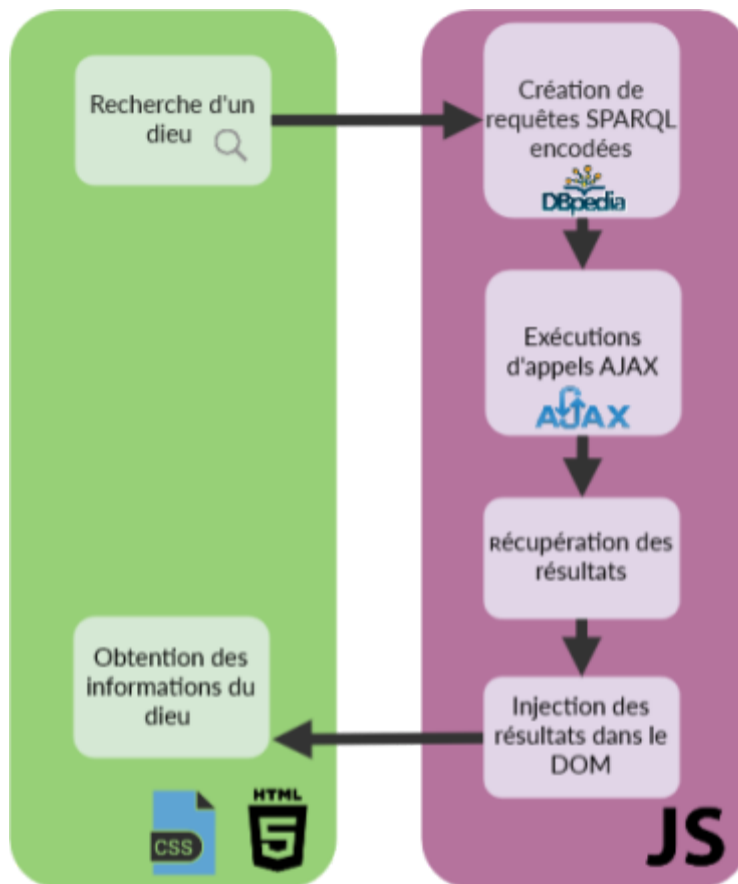 Recherche d'un
dieu
Création de
requêtes SPARQL
encodées
DBpedia
Exécutions
d'appels AJAX
AJAX
Récupération des
résultats
Injection des
résultats dans le
DOM
Obtention des
informations du
dieu
CSS
HTML
5
JS